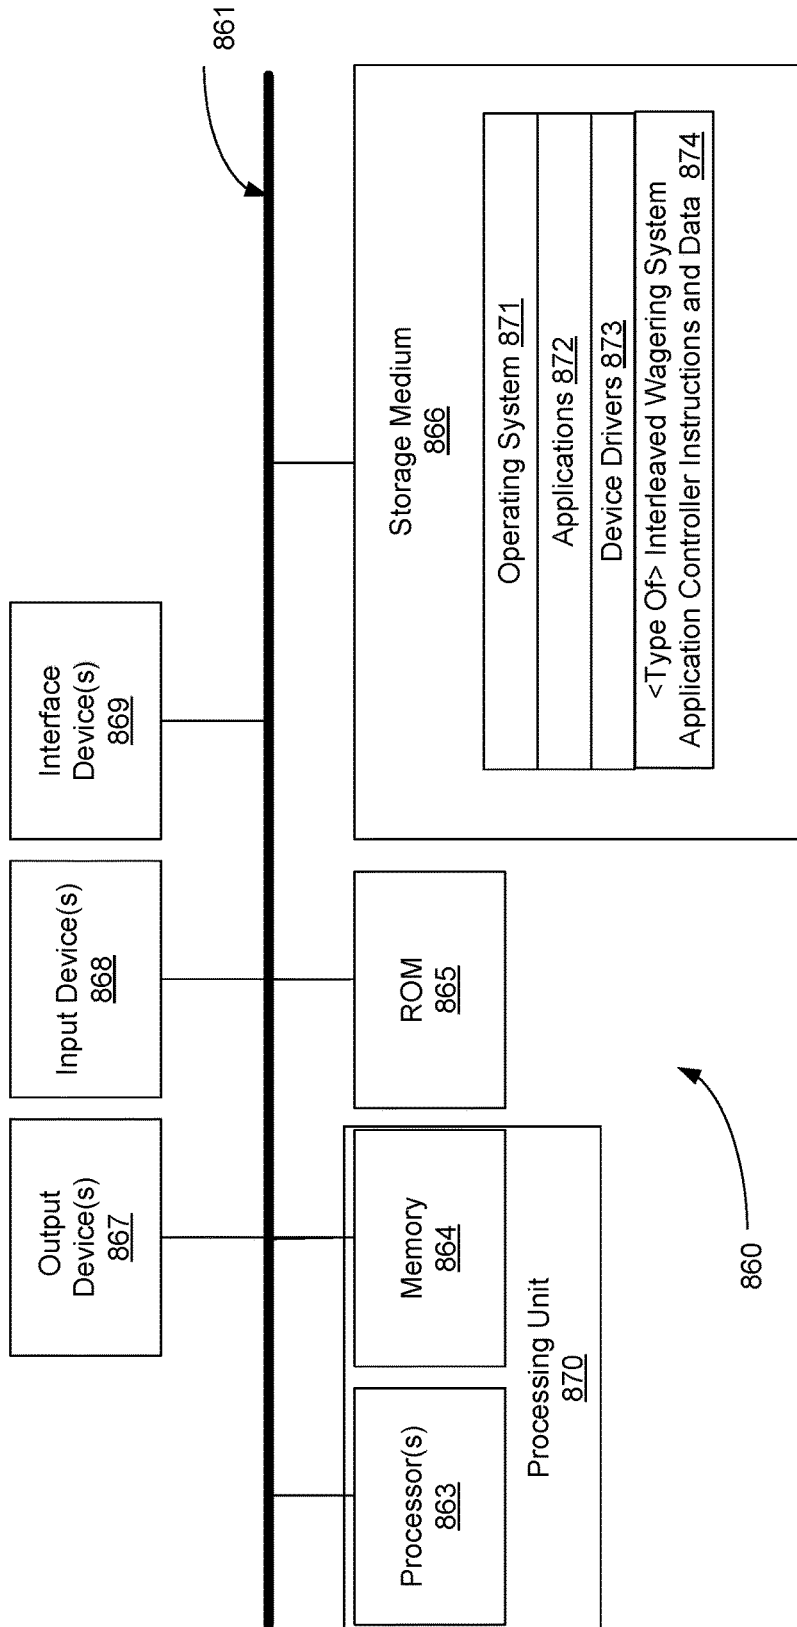 861
Output
Device(s)
867
Input Device(s)
868
Interface
Device(s)
869
Processor(s)
863
Memory
864
Processing Unit
870
ROM
865
Storage Medium
866
Operating System 871
Applications 872
Device Drivers 873
<Type Of> Interleaved Wagering System
Application Controller Instructions and Data 874
860